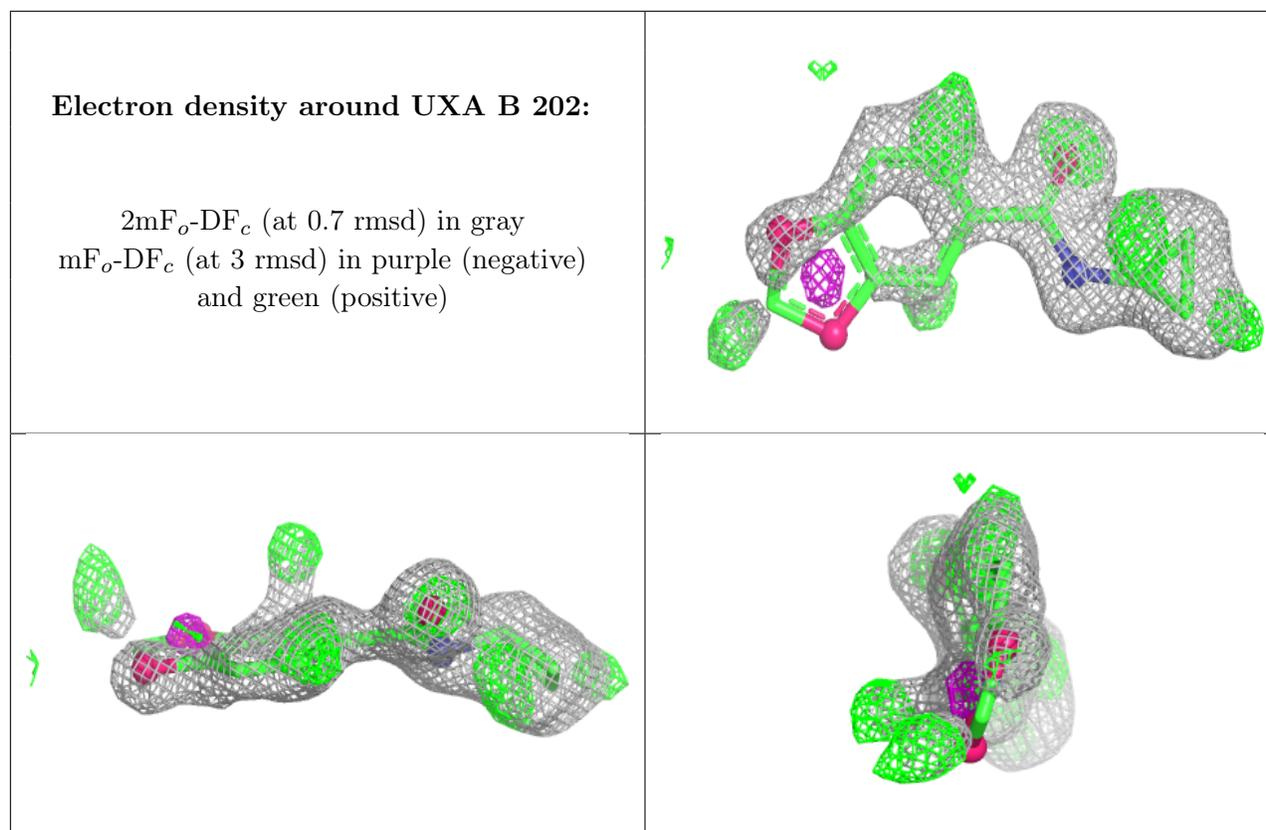 Electron density around UXA B 202:
2mFo-DFc (at 0.7 rmsd) in gray
mFo-DFc (at 3 rmsd) in purple (negative)
and green (positive)